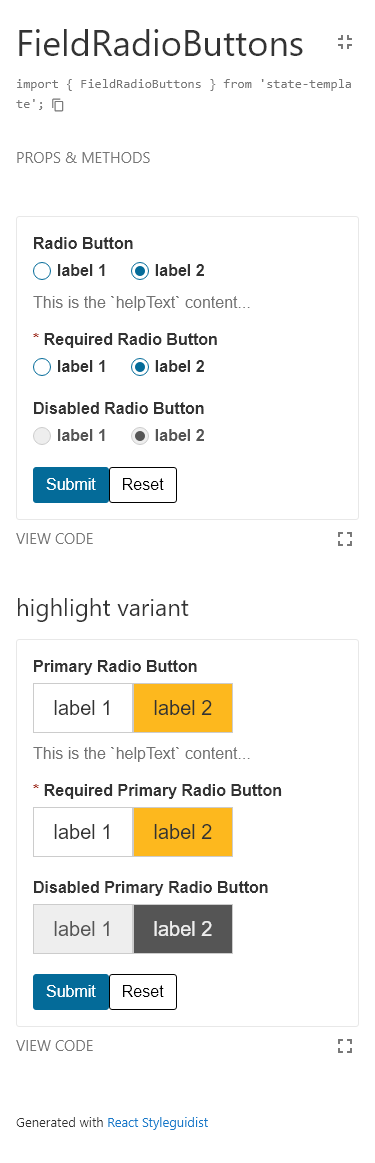 FieldRadioButtons
import { FieldRadioButtons } from 'state-templa
te';
PROPS & METHODS
Radio Button
label 1 label 2
This is the `helpText` content...
* Required Radio Button
label 1 label 2
Disabled Radio Button
label 1 label 2
Submit Reset
VIEW CODE
highlight variant
Primary Radio Button
label 1 label 2
This is the `helpText` content...
* Required Primary Radio Button
label 1 label 2
Disabled Primary Radio Button
label 1 label 2
Submit Reset
VIEW CODE
Generated with React Styleguidist